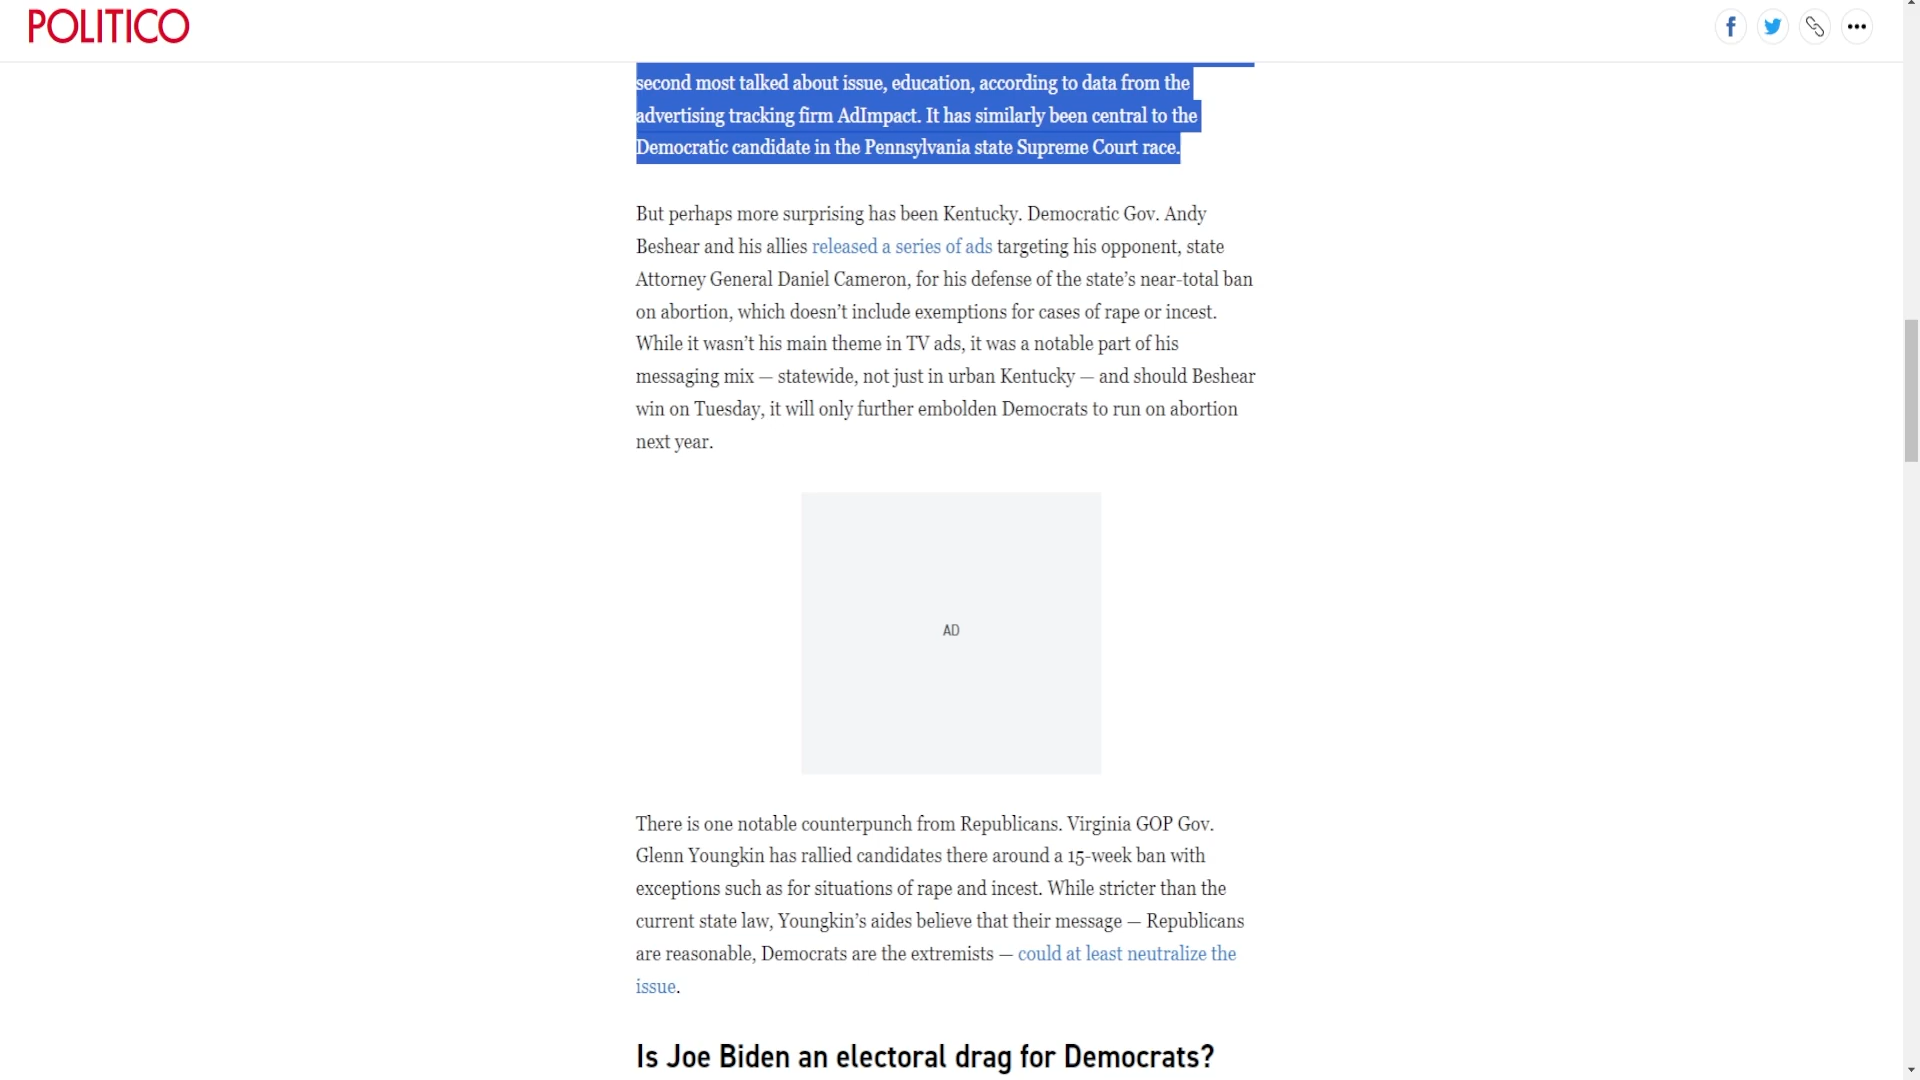 POLITICO
second most talked about issue, education, according to data from the
advertising tracking firm AdImpact. It has similarly been central to the
Democratic candidate in the Pennsylvania state Supreme Court race.
But perhaps more surprising has been Kentucky. Democratic Gov. Andy
Beshear and his allies released a series of ads targeting his opponent, state
Attorney General Daniel Cameron, for his defense of the state’s near-total ban
on abortion, which doesn’t include exemptions for cases of rape or incest.
While it wasn’t his main theme in TV ads, it was a notable part of his
messaging mix — statewide, not just in urban Kentucky — and should Beshear
win on Tuesday, it will only further embolden Democrats to run on abortion
next year.
AD
There is one notable counterpunch from Republicans. Virginia GOP Gov.
Glenn Youngkin has rallied candidates there around a 15-week ban with
exceptions such as for situations of rape and incest. While stricter than the
current state law, Youngkin’s aides believe that their message — Republicans
are reasonable, Democrats are the extremists — could at least neutralize the
issue.
Is Joe Biden an electoral drag for Democrats?